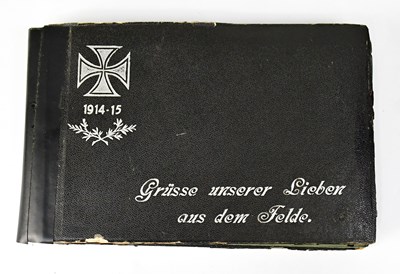 1914-15
Grüsse unserer Lieben
aus dem Felde.